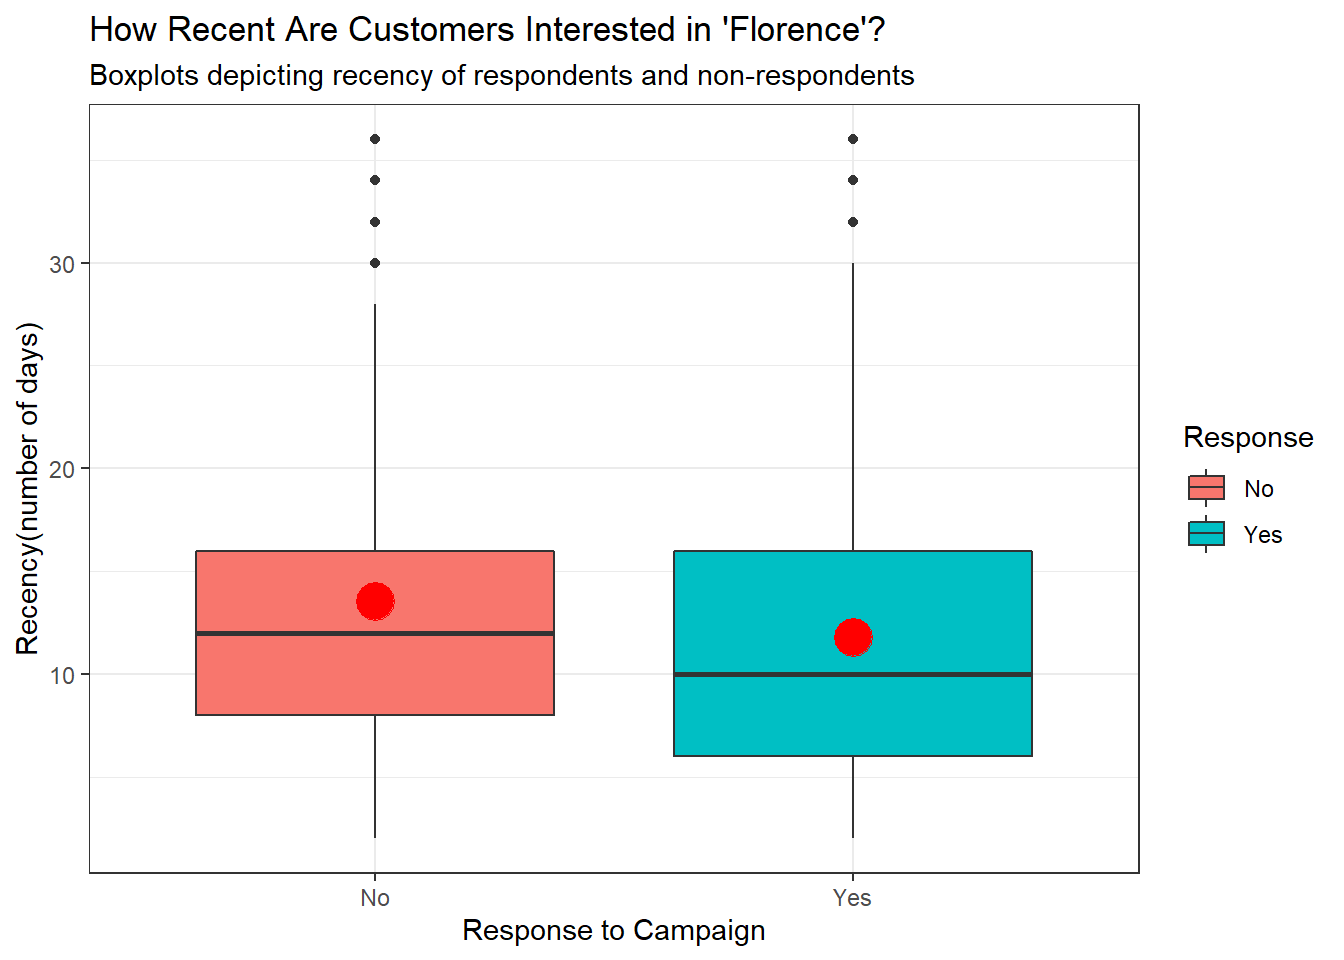 How Recent Are Customers Interested in 'Florence'?
Boxplots depicting recency of respondents and non-respondents
Recency(number of days)
30
20
10
No
Yes
Response to Campaign
Response
No
Yes